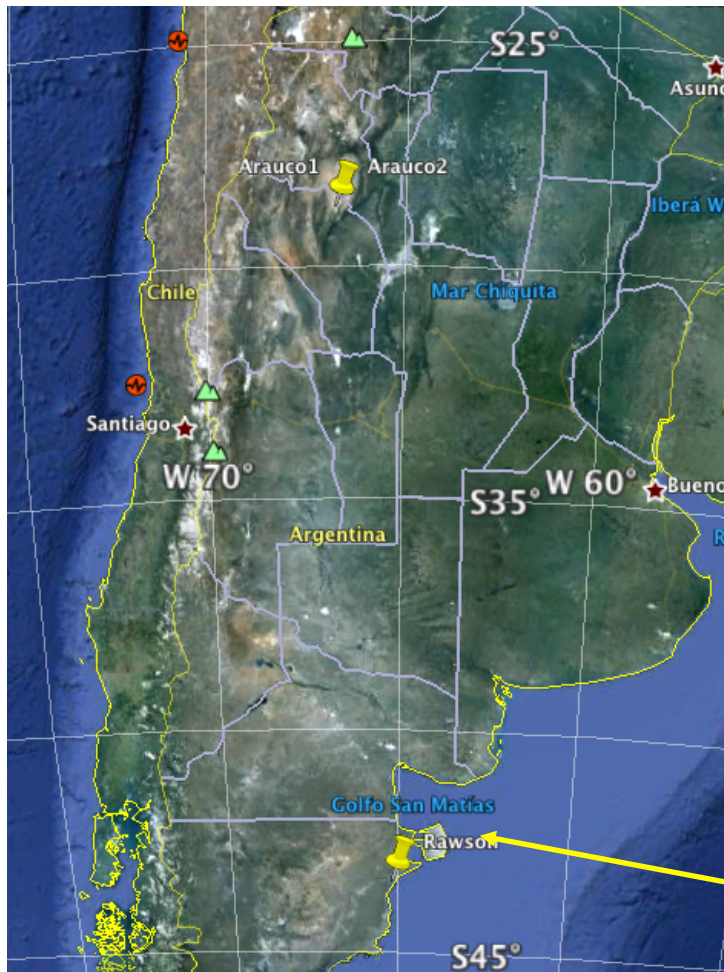 S25°
Asunc
Arauco1
Arauco2
Iberá W
Chile
Mar Chiquita
Santiago
W 70°
S35°
W 60°
Bueno
R
Argentina
Golfo San Matías
Rawson
S45°